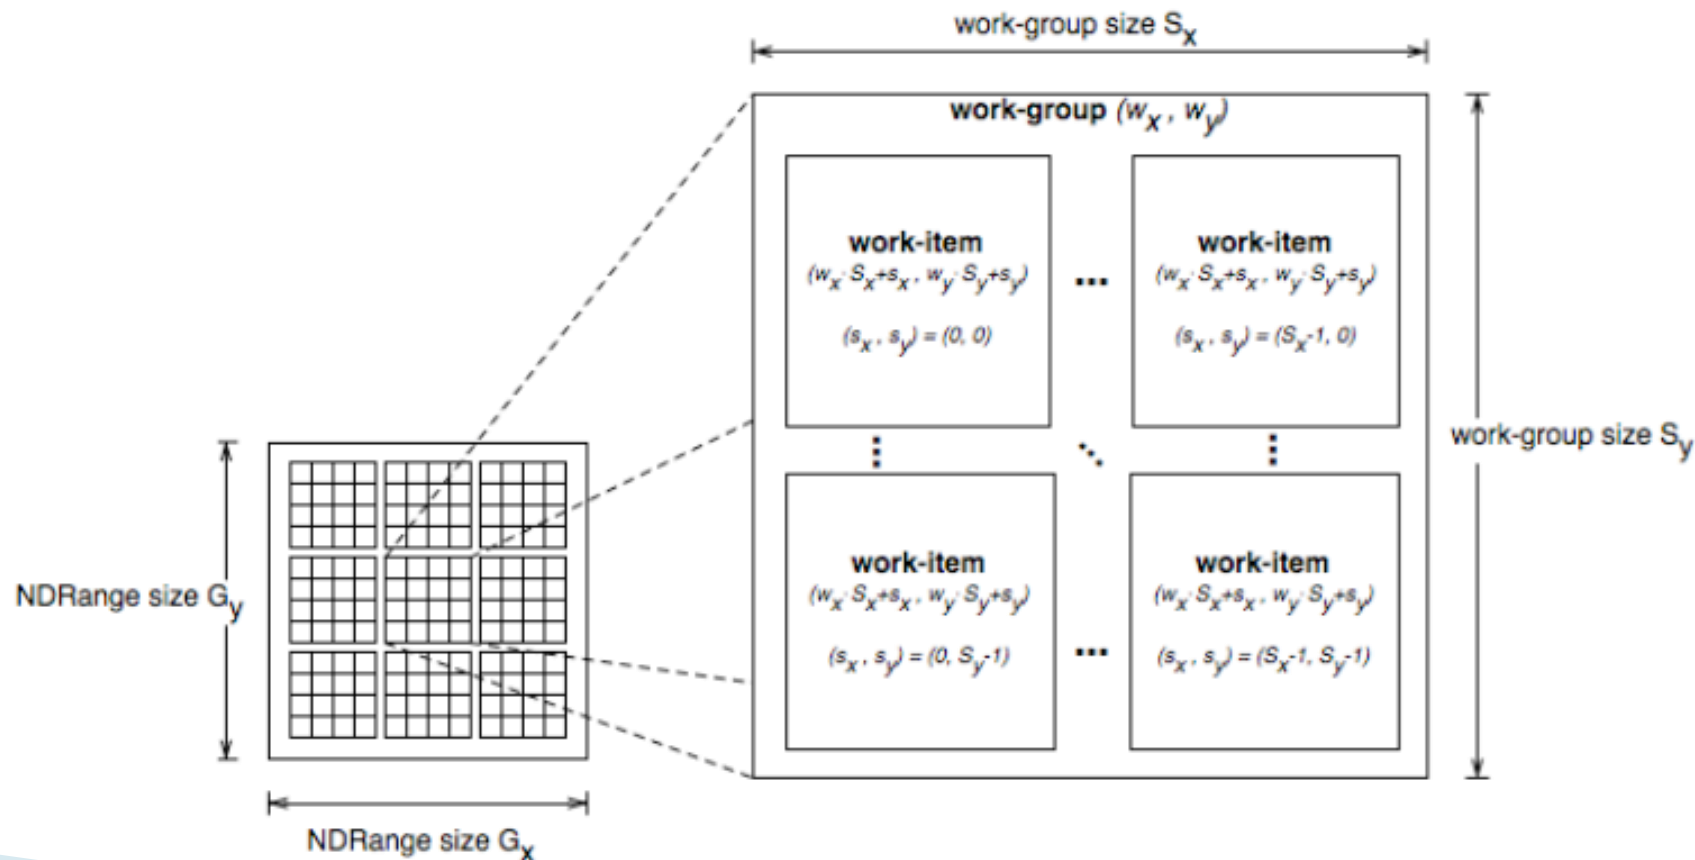 work-group size Sx
work-group (wx , wy)
work-item
(wx· Sx+sx , wy· Sy+sy)
(sx , sy) = (0, 0)
...
work-item
(wx· Sx+sx , wy· Sy+sy)
(sx , sy) = (Sx-1, 0)
work-group size Sy
work-item
(wx· Sx+sx , wy· Sy+sy)
(sx , sy) = (0, Sy-1)
...
work-item
(wx· Sx+sx , wy· Sy+sy)
(sx , sy) = (Sx-1, Sy-1)
NDRange size Gy
NDRange size Gx